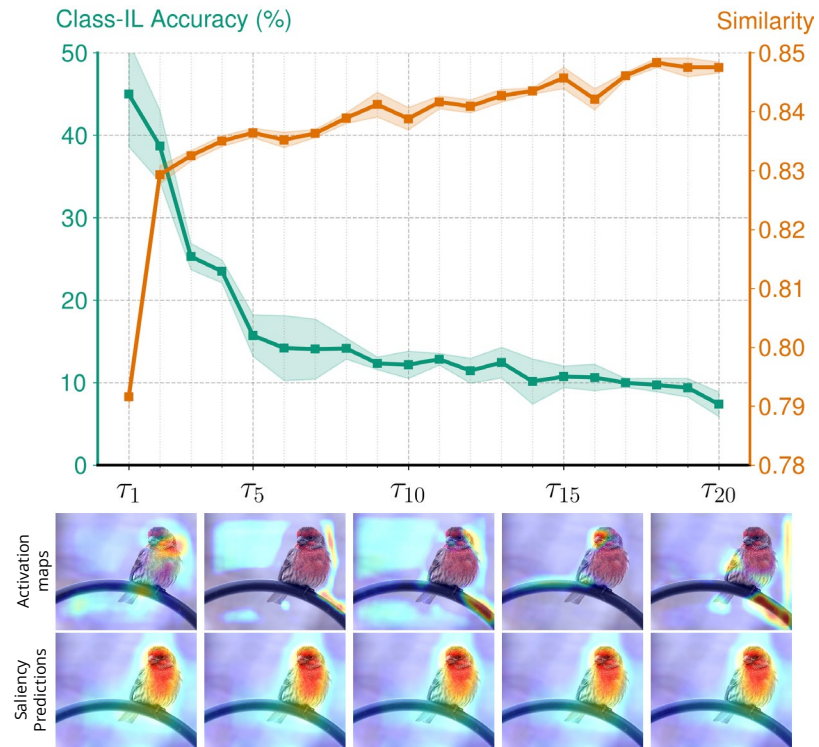 Class-IL Accuracy (%)
Similarity
50
40
30
20
10
0
0.85
0.84
0.83
0.82
0.81
0.80
0.79
0.78
τ1 τ5 τ10 τ15 τ20
Activation
maps
Saliency
Predictions